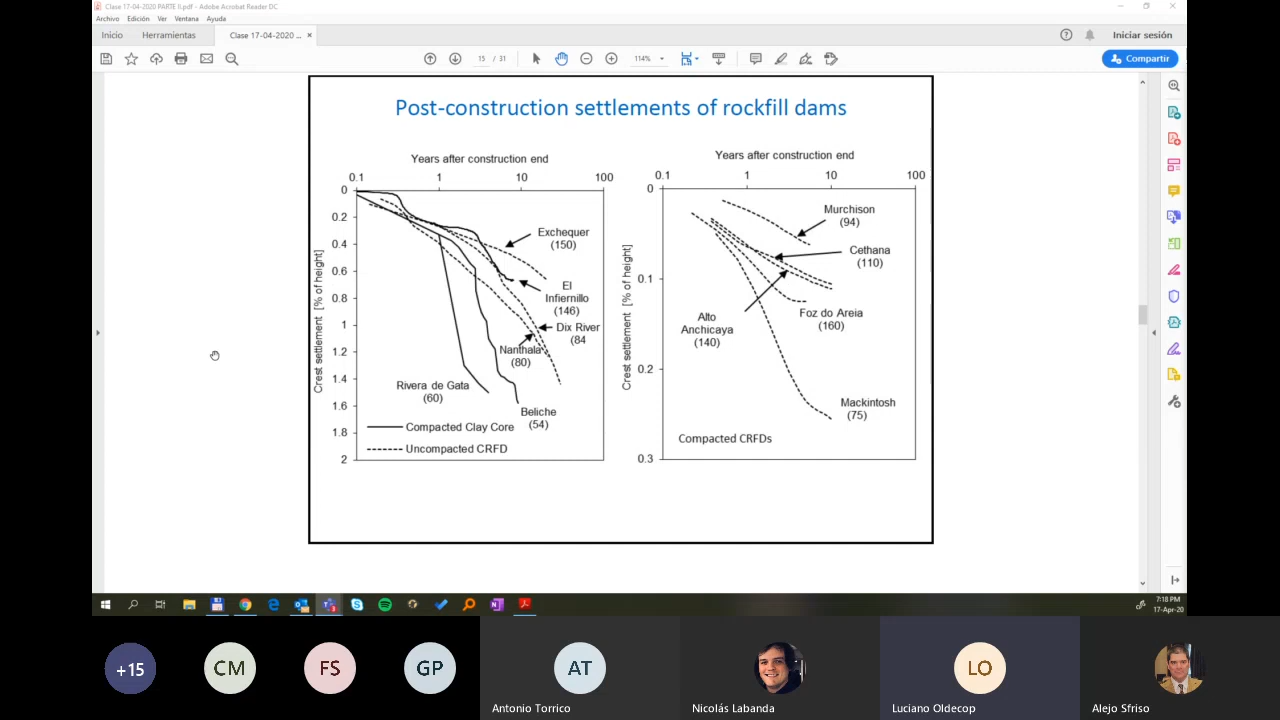 Clase 17-04-2020 PARTE II.pdf - Adobe Acrobat Reader DC
Archivo Edición Ver Ventana Ayuda
Inicio Herramientas Clase 17-04-2020 ... × Iniciar sesión
15 / 31 114% Compartir
Post-construction settlements of rockfill dams
Years after construction end
0.1 1 10 100
0
0.2
0.4
0.6
0.8
1
1.2
1.4
1.6
1.8
2
Crest settlement [% of height]
Exchequer
(150)
El
Infiernillo
(146)
Dix River
(84
Nanthala
(80)
Rivera de Gata
(60)
Beliche
(54)
Compacted Clay Core
Uncompacted CRFD
Years after construction end
0.1 1 10 100
0
0.1
0.2
0.3
Crest settlement [% of height]
Murchison
(94)
Cethana
(110)
Alto
Anchicaya
(140)
Foz do Areia
(160)
Mackintosh
(75)
Compacted CRFDs
7:18 PM
17-Apr-20
+15 CM FS GP AT LO
Antonio Torrico Nicolás Labanda Luciano Oldecop Alejo Sfriso